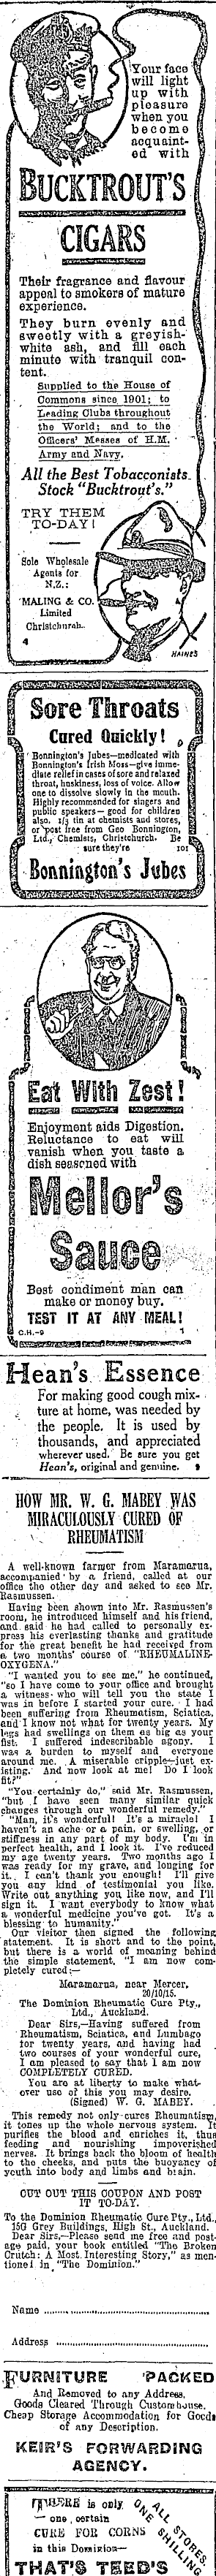 Your face
will light
up with
pleasure
when you
become
acquaint-
ed with
BUCKTROUT'S
CIGARS
Their fragrance and flavour
appeal to smokers of mature
experience.
They burn evenly and
sweetly with a greyish-
white ash, and fill each
minute with tranquil con-
tent.
Supplied to the House of
Commons since 1901; to
Leading Clubs throughout
the World; and to the
Officers' Messes of H.M.
Army and Navy.
All the Best Tobacconists
Stock "Bucktrout's."
TRY THEM
TO-DAY!
Sole Wholesale
Agents for
N.Z.:
MALING & CO.
Limited
Christchurch.
4
HAINES
Sore Throats
Cured Quickly!
Bonnington's Jubes—medicated with
Bonnington's Irish Moss—give imme-
diate relief in cases of sore and relaxed
throat, huskiness, loss of voice. Allow
one to dissolve slowly in the mouth.
Highly recommended for singers and
public speakers—good for children
also. 1/3 tin at chemists and stores,
or post free from Geo Bonnington,
Ltd., Chemists, Christchurch. Be
sure they're 101
Bonnington's Jubes
Eat With Zest!
Enjoyment aids Digestion.
Reluctance to eat will
vanish when you taste a
dish seasoned with
Mellor's
Sauce
Best condiment man can
make or money buy.
TEST IT AT ANY MEAL!
C.H.-9
Hean's Essence
For making good cough mix-
ture at home, was needed by
the people. It is used by
thousands, and appreciated
wherever used. Be sure you get
Hean's, original and genuine.
HOW MR. W. G. MABEY WAS
MIRACULOUSLY CURED OF
RHEUMATISM
A well-known farmer from Maramarua,
accompanied by a friend, called at our
office the other day and asked to see Mr.
Rasmussen.
Having been shown into Mr. Rasmussen's
room, he introduced himself and his friend,
and said he had called to personally ex-
press his everlasting thanks and gratitude
for the great benefit he had received from
a two months' course of "RHEUMALINE-
OXYGENA."
"I wanted you to see me," he continued,
"so I have come to your office and brought
a witness who will tell you the state I
was in before I started your cure. I had
been suffering from Rheumatism, Sciatica,
and I know not what for twenty years. My
legs had swellings on them as big as your
fist. I suffered indescribable agony. I
was a burden to myself and everyone
around me. A miserable cripple—just ex-
isting. And now look at me! Do I look
fit?"
"You certainly do," said Mr. Rasmussen,
"but I have seen many similar quick
changes through our wonderful remedy."
"Man, it's wonderful! It's a miracle! I
haven't an ache or a pain, or swelling, or
stiffness in any part of my body. I'm in
perfect health, and I look it. I've reduced
my age twenty years. Two months ago I
was ready for my grave, and longing for
it. I can't thank you enough! I'll give
you any kind of testimonial you like.
Write out anything you like now, and I'll
sign it. I want everybody to know what
a wonderful medicine you've got. It's a
blessing to humanity."
Our visitor then signed the following
statement. It is short and to the point,
but there is a world of meaning behind
the simple statement, "I am now com-
pletely cured:—
Maramarua, near Mercer,
20/10/15.
The Dominion Rheumatic Cure Pty.,
Ltd., Auckland.
Dear Sirs,—Having suffered from
Rheumatism, Sciatica, and Lumbago
for twenty years, and having had
two courses of your wonderful cure,
I am pleased to say that I am now
COMPLETELY CURED.
You are at liberty to make what-
ever use of this you may desire.
(Signed) W. G. MABEY.
This remedy not only cures Rheumatism,
it tones up the whole nervous system. It
purifies the blood and enriches it, thus
feeding and nourishing impoverished
nerves. It brings back the bloom of health
to the cheeks, and puts the buoyancy of
youth into body and limbs and brain.
CUT OUT THIS COUPON AND POST
IT TO-DAY.
To the Dominion Rheumatic Cure Pty., Ltd.,
15G Grey Buildings, High St., Auckland.
Dear Sirs,—Please send me free and post-
age paid, your book entitled "The Broken
Crutch: A Most Interesting Story," as men-
tioned in "The Dominion."
Name
Address
FURNITURE PACKED
And Removed to any Address.
Goods Cleared Through Customhouse.
Cheap Storage Accommodation for Goods
of any Description.
KEIR'S FORWARDING
AGENCY.
THERE is only
one certain
CURE FOR CORNS
in this Dominion—
THAT'S TEED'S
ALL STORES.
ONE SHILLING